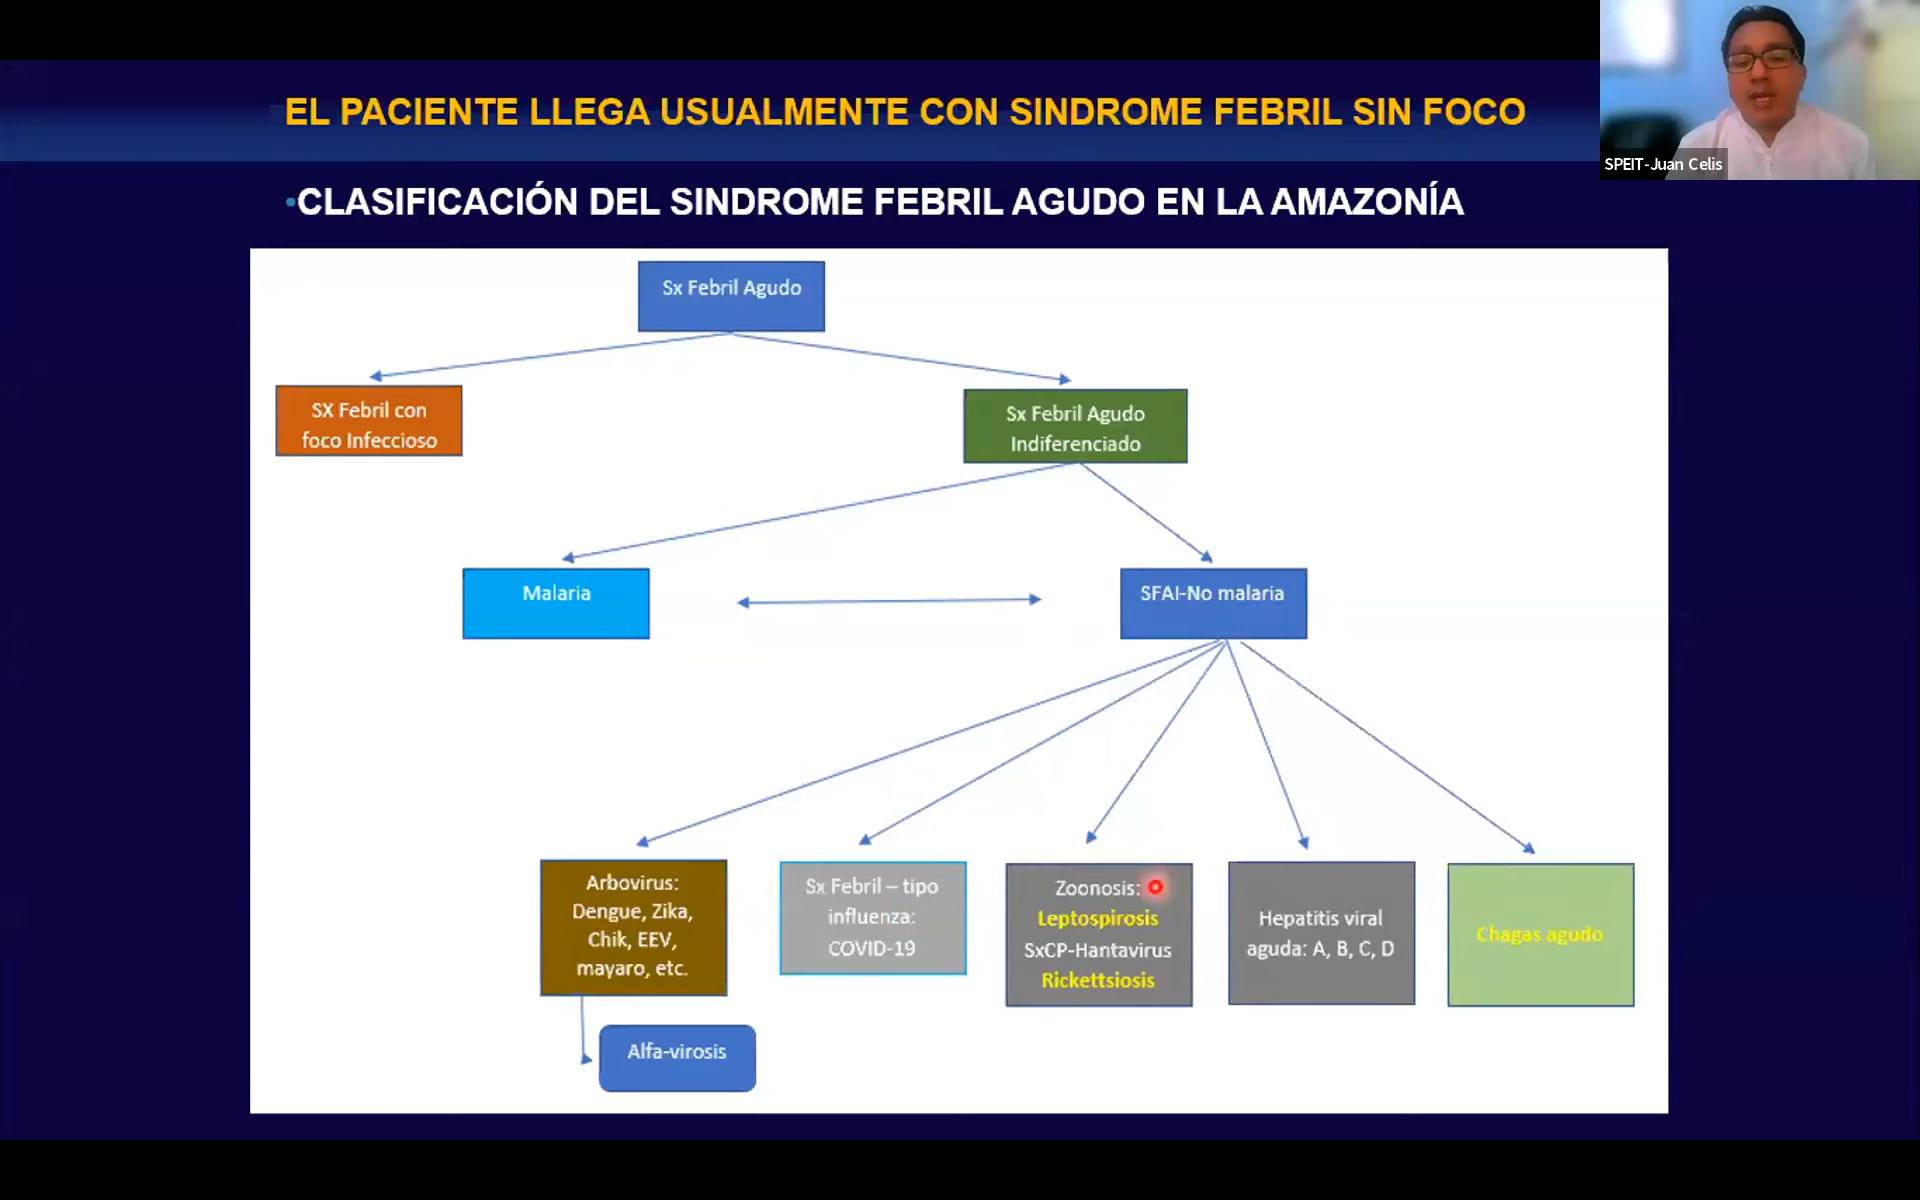 EL PACIENTE LLEGA USUALMENTE CON SINDROME FEBRIL SIN FOCO
SPEIT-Juan Celis
•CLASIFICACIÓN DEL SINDROME FEBRIL AGUDO EN LA AMAZONÍA
Sx Febril Agudo
SX Febril con
foco Infeccioso
Sx Febril Agudo
Indiferenciado
Malaria
SFAI-No malaria
Arbovirus:
Dengue, Zika,
Chik, EEV,
mayaro, etc.
Sx Febril – tipo
influenza:
COVID-19
Zoonosis:
Leptospirosis
SxCP-Hantavirus
Rickettsiosis
Hepatitis viral
aguda: A, B, C, D
Chagas agudo
Alfa-virosis